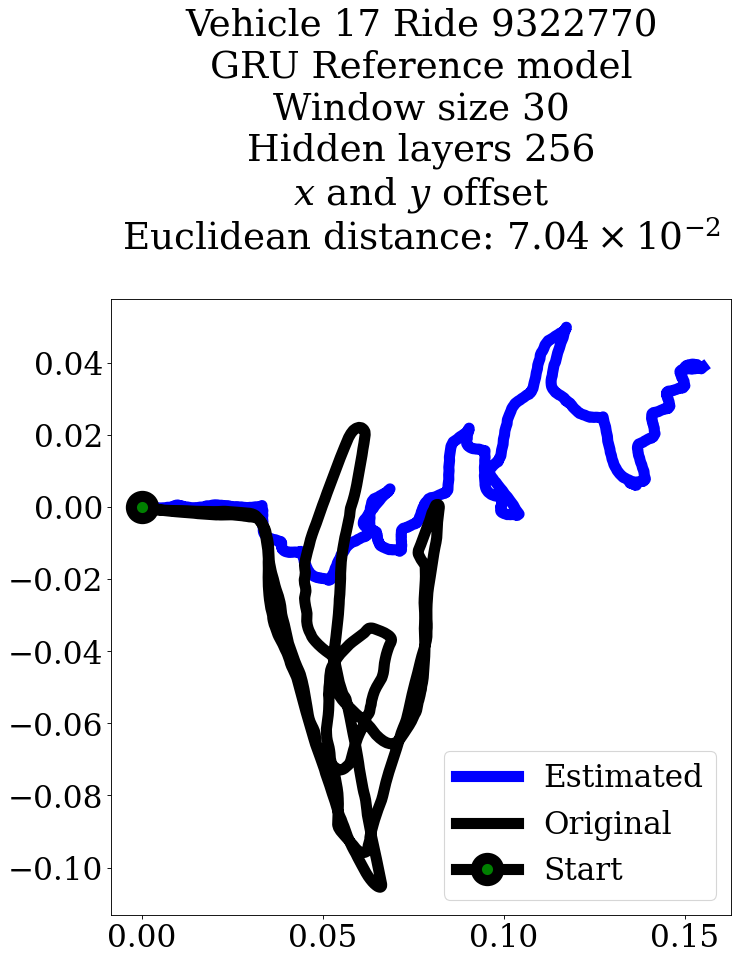 Vehicle 17 Ride 9322770
GRU Reference model
Window size 30
Hidden layers 256
x and y offset
Euclidean distance: 7.04 × 10⁻²
0.04
0.02
0.00
−0.02
−0.04
−0.06
−0.08
−0.10
Estimated
Original
Start
0.00 0.05 0.10 0.15